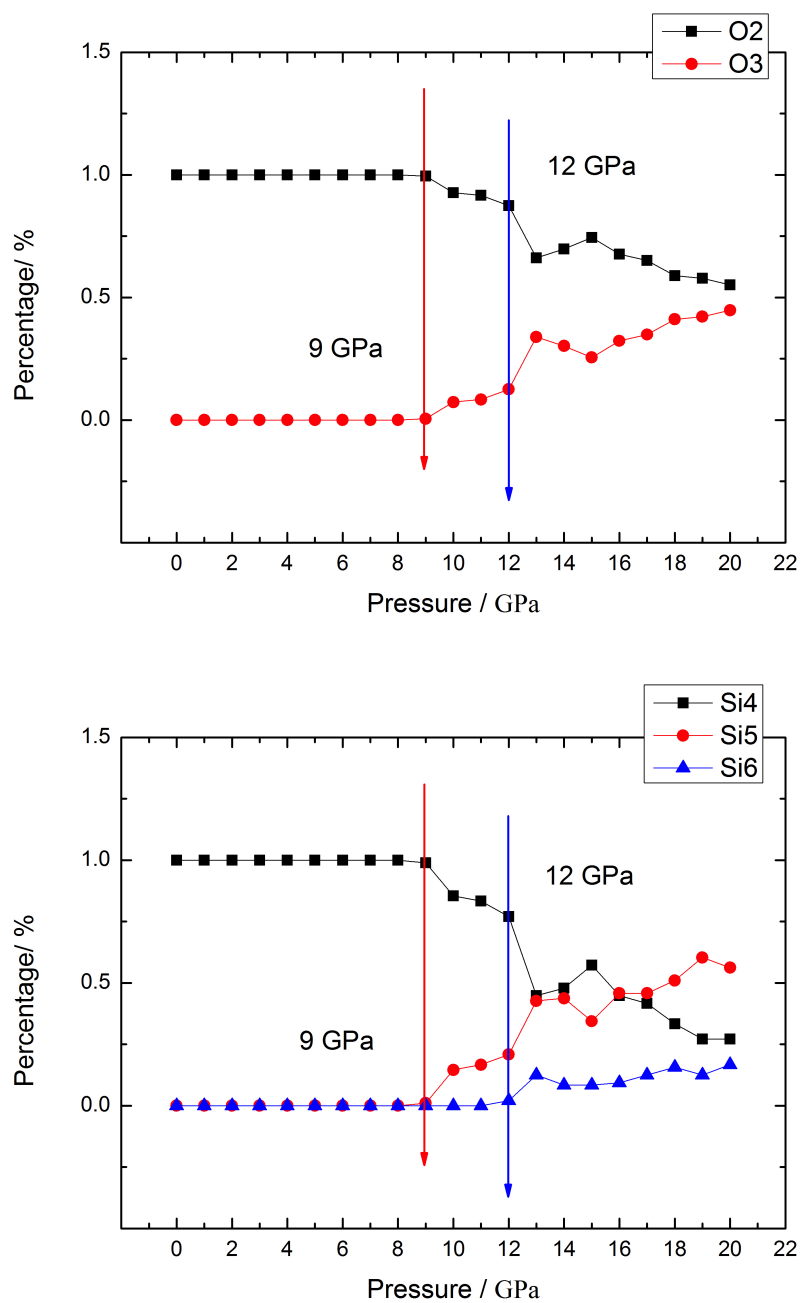 O2
O3
1.5
1.0
0.5
0.0
Percentage/ %
12 GPa
9 GPa
0 2 4 6 8 10 12 14 16 18 20 22
Pressure / GPa
Si4
Si5
Si6
1.5
1.0
0.5
0.0
Percentage/ %
12 GPa
9 GPa
0 2 4 6 8 10 12 14 16 18 20 22
Pressure / GPa